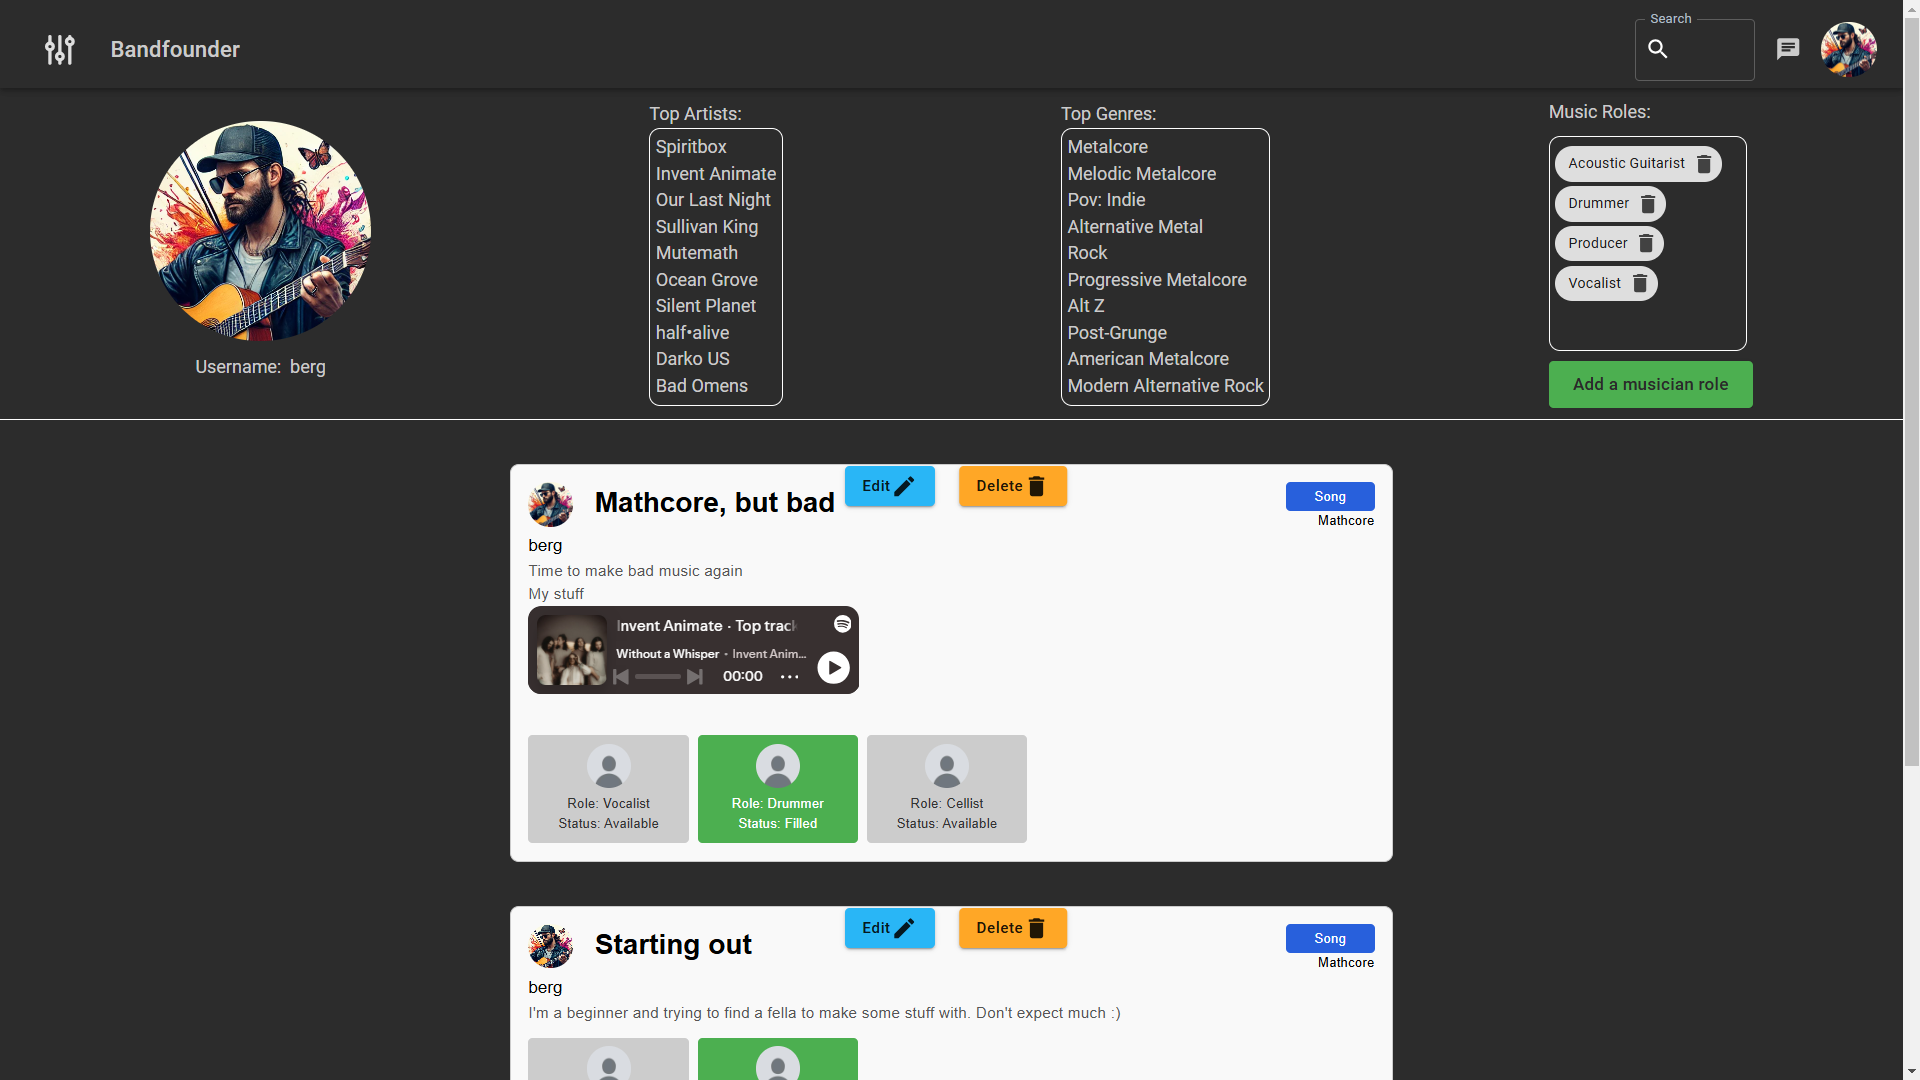 Bandfounder
Search
Top Artists:
Spiritbox
Invent Animate
Our Last Night
Sullivan King
Mutemath
Ocean Grove
Silent Planet
half•alive
Darko US
Bad Omens
Top Genres:
Metalcore
Melodic Metalcore
Pov: Indie
Alternative Metal
Rock
Progressive Metalcore
Alt Z
Post-Grunge
American Metalcore
Modern Alternative Rock
Music Roles:
Acoustic Guitarist
Drummer
Producer
Vocalist
Add a musician role
Username: berg
Mathcore, but bad
Edit
Delete
Song
Mathcore
berg
Time to make bad music again
My stuff
Invent Animate · Top track
Without a Whisper · Invent Anim...
00:00
Role: Vocalist
Status: Available
Role: Drummer
Status: Filled
Role: Cellist
Status: Available
Starting out
Edit
Delete
Song
Mathcore
berg
I'm a beginner and trying to find a fella to make some stuff with. Don't expect much :)